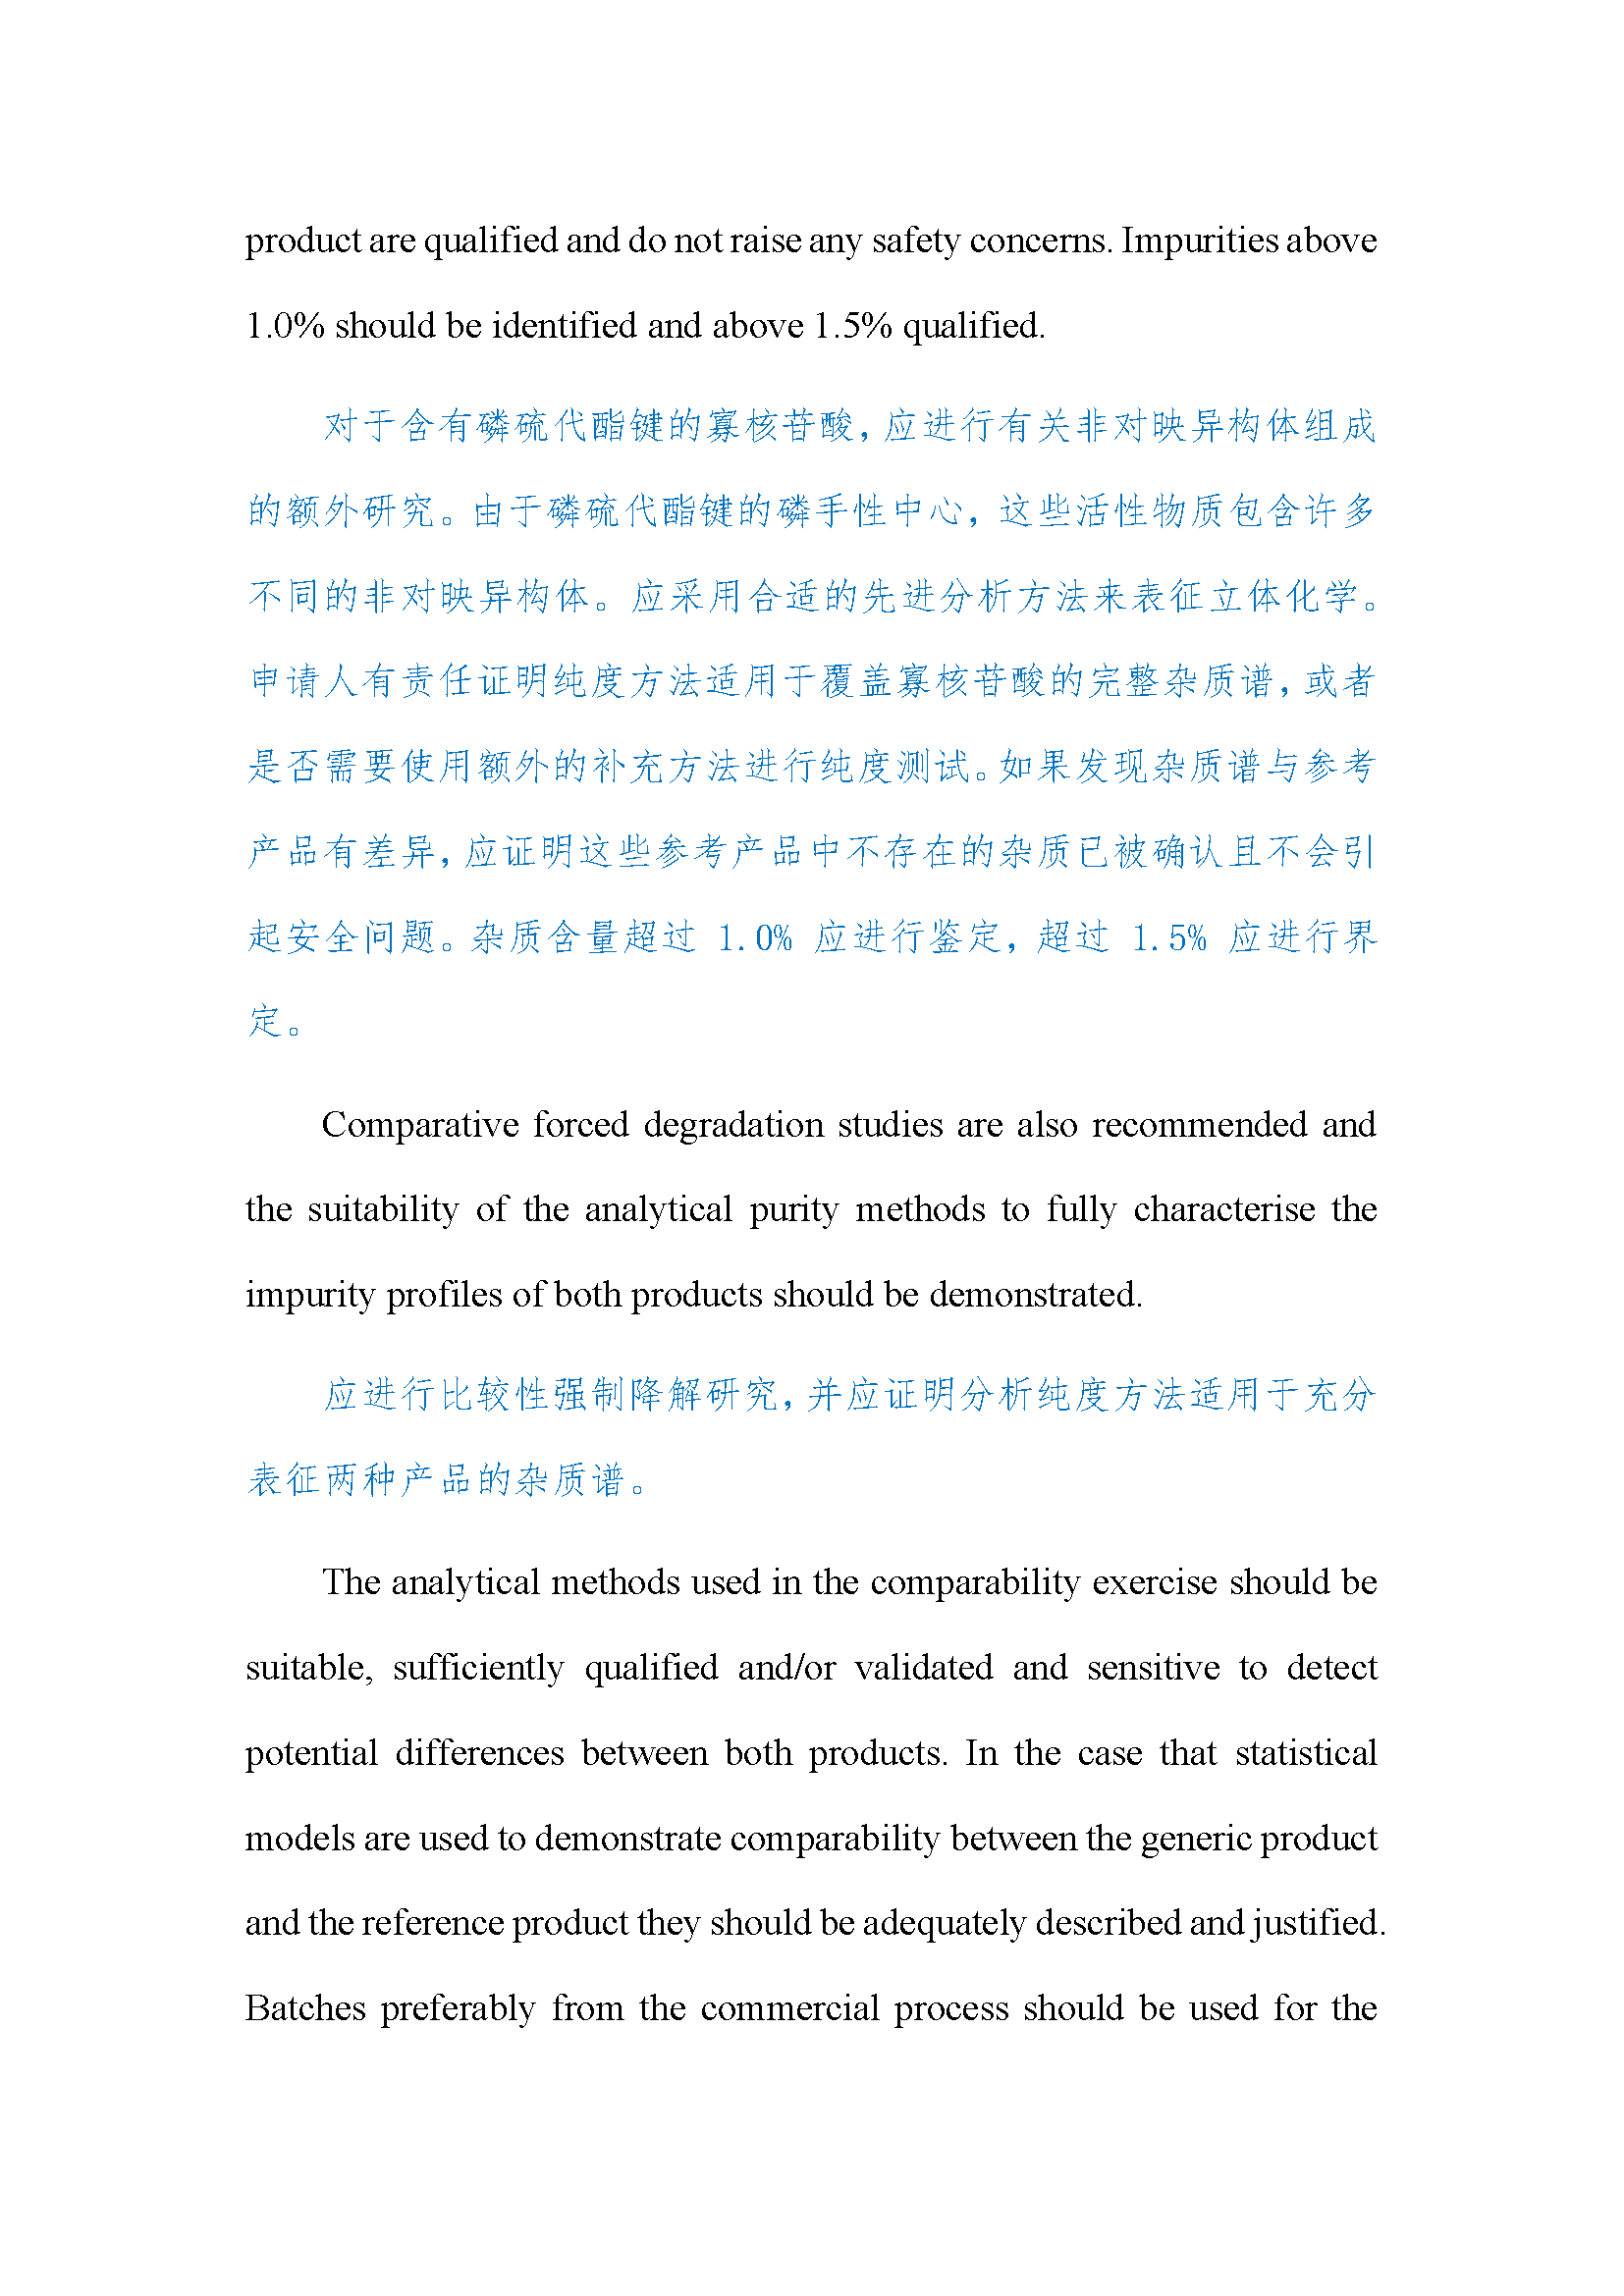 product are qualified and do not raise any safety concerns. Impurities above
1.0% should be identified and above 1.5% qualified.
对于含有磷硫代酯键的寡核苷酸，应进行有关非对映异构体组成
的额外研究。由于磷硫代酯键的磷手性中心，这些活性物质包含许多
不同的非对映异构体。应采用合适的先进分析方法来表征立体化学。
申请人有责任证明纯度方法适用于覆盖寡核苷酸的完整杂质谱，或者
是否需要使用额外的补充方法进行纯度测试。如果发现杂质谱与参考
产品有差异，应证明这些参考产品中不存在的杂质已被确认且不会引
起安全问题。杂质含量超过 1.0% 应进行鉴定，超过 1.5% 应进行界
定。
Comparative forced degradation studies are also recommended and
the suitability of the analytical purity methods to fully characterise the
impurity profiles of both products should be demonstrated.
应进行比较性强制降解研究，并应证明分析纯度方法适用于充分
表征两种产品的杂质谱。
The analytical methods used in the comparability exercise should be
suitable, sufficiently qualified and/or validated and sensitive to detect
potential differences between both products. In the case that statistical
models are used to demonstrate comparability between the generic product
and the reference product they should be adequately described and justified.
Batches preferably from the commercial process should be used for the